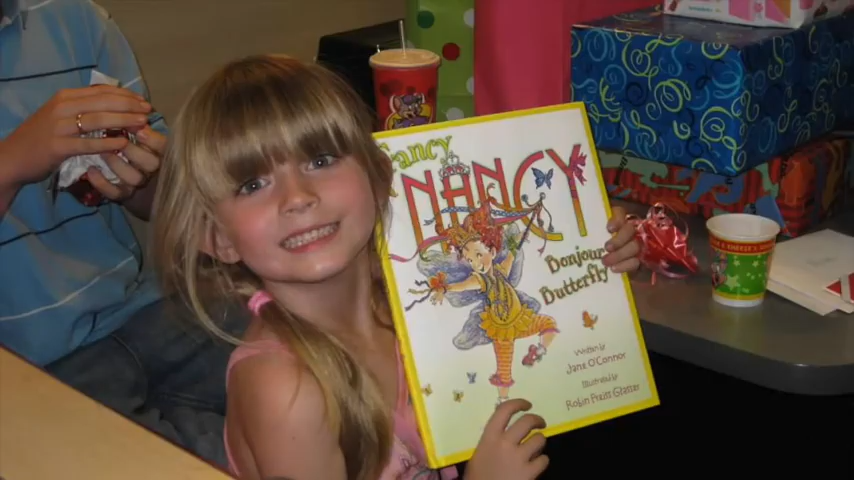 Fancy
NANCY
Bonjour
Butterfly
Written by
Jane O'Connor
Illustrated by
Robin Preiss Glasser